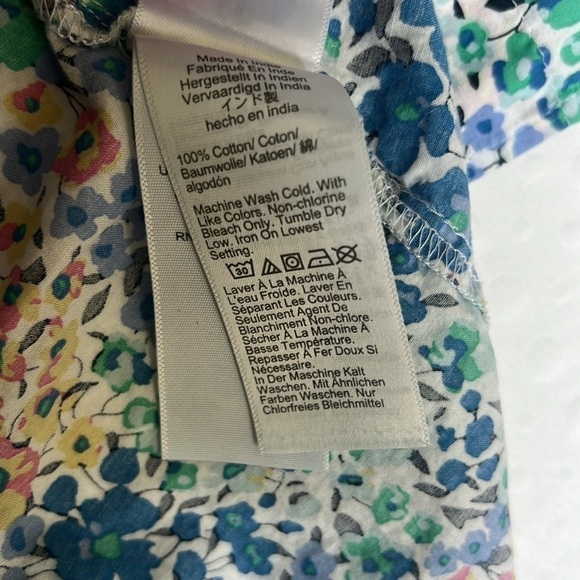 Made In India
Fabriqué En Inde
Hergestellt In Indien
Vervaardigd In India
インド製
hecho en india
100% Cotton/ Coton/
Baumwolle/ Katoen/ 綿/
algodón
Machine Wash Cold. With
Like Colors. Non-chlorine
Bleach Only. Tumble Dry
Low. Iron On Lowest
Setting.
30
Laver À La Machine À
L'eau Froide. Laver En
Séparant Les Couleurs.
Seulement Agent De
Blanchiment Non-chlore.
Sécher À La Machine À
Basse Température.
Repasser À Fer Doux Si
Nécessaire.
In Der Maschine Kalt
Waschen. Mit Ähnlichen
Farben Waschen. Nur
Chlorfreies Bleichmittel
RN